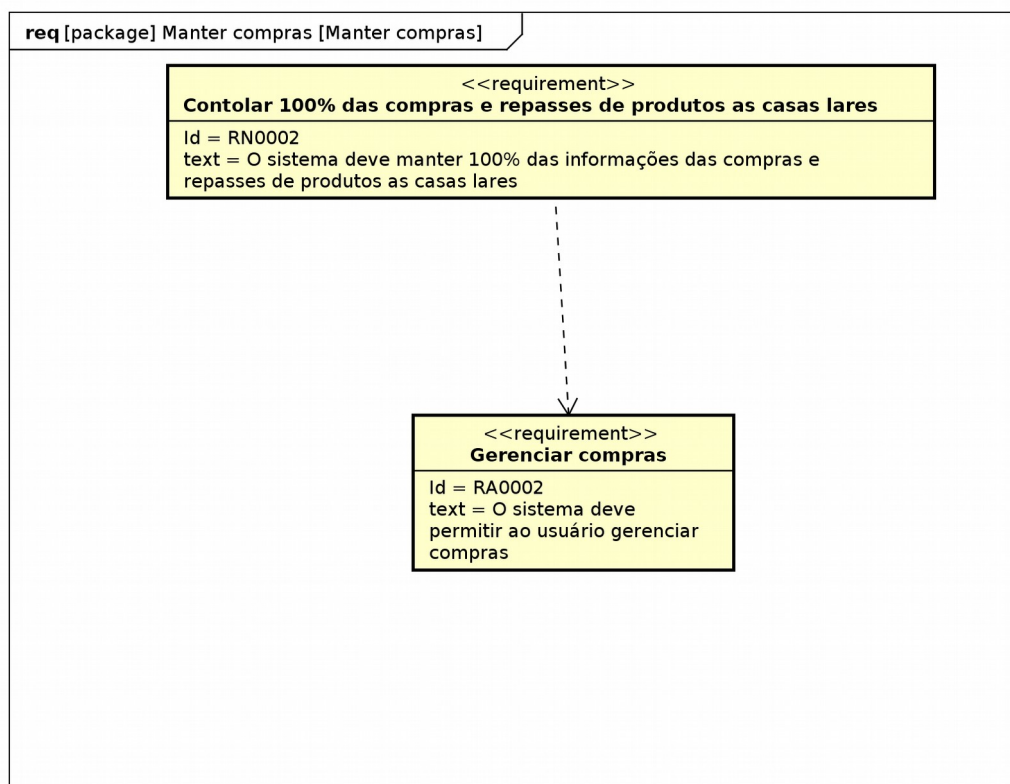 req [package] Manter compras [Manter compras]
<<requirement>>
Contolar 100% das compras e repasses de produtos as casas lares
Id = RN0002
text = O sistema deve manter 100% das informações das compras e
repasses de produtos as casas lares
<<requirement>>
Gerenciar compras
Id = RA0002
text = O sistema deve
permitir ao usuário gerenciar
compras